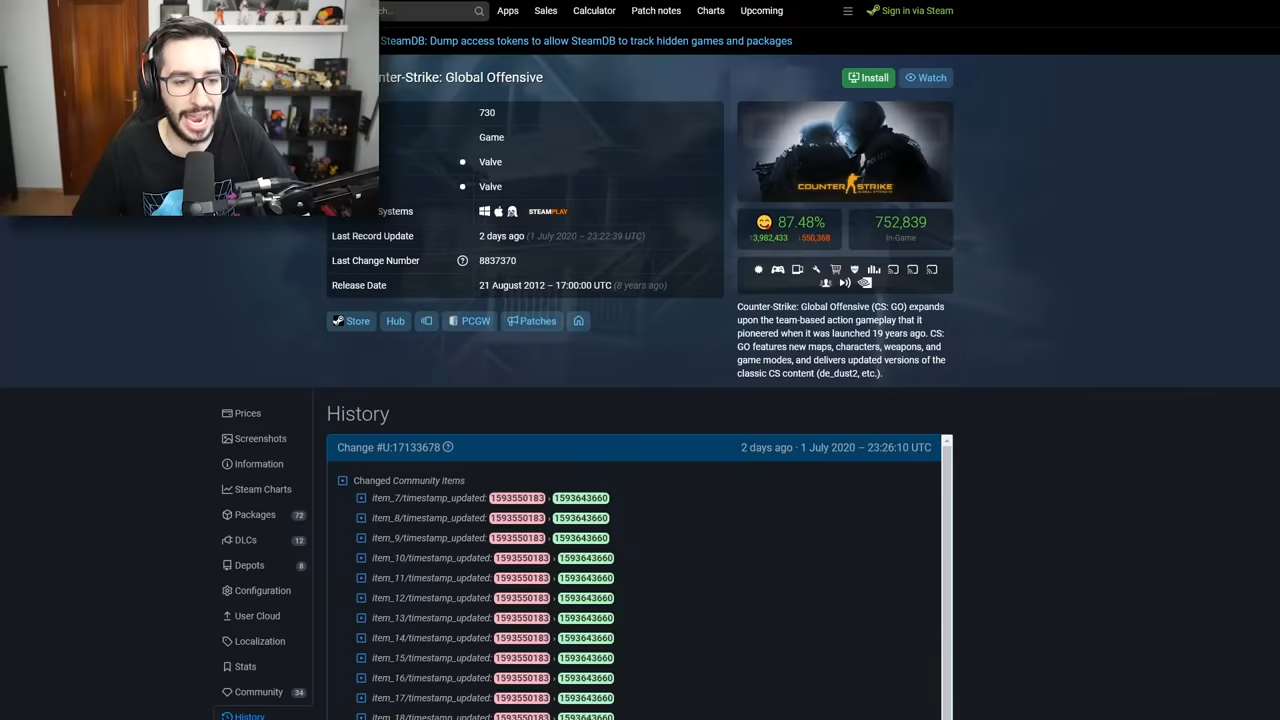 ch...
Apps
Sales
Calculator
Patch notes
Charts
Upcoming
Sign in via Steam
SteamDB: Dump access tokens to allow SteamDB to track hidden games and packages
nter-Strike: Global Offensive
Install
Watch
730
Game
Valve
Valve
Systems
STEAMPLAY
Last Record Update
2 days ago (1 July 2020 – 23:22:39 UTC)
Last Change Number
8837370
Release Date
21 August 2012 – 17:00:00 UTC (8 years ago)
Store
Hub
PCGW
Patches
COUNTER STRIKE
GLOBAL OFFENSIVE
87.48%
↑3,982,433 ↓550,368
752,839
In-Game
Counter-Strike: Global Offensive (CS: GO) expands
upon the team-based action gameplay that it
pioneered when it was launched 19 years ago. CS:
GO features new maps, characters, weapons, and
game modes, and delivers updated versions of the
classic CS content (de_dust2, etc.).
Prices
Screenshots
Information
Steam Charts
Packages 72
DLCs 12
Depots 8
Configuration
User Cloud
Localization
Stats
Community 34
History
History
Change #U:17133678
2 days ago · 1 July 2020 – 23:26:10 UTC
Changed Community Items
item_7/timestamp_updated: 1593550183 › 1593643660
item_8/timestamp_updated: 1593550183 › 1593643660
item_9/timestamp_updated: 1593550183 › 1593643660
item_10/timestamp_updated: 1593550183 › 1593643660
item_11/timestamp_updated: 1593550183 › 1593643660
item_12/timestamp_updated: 1593550183 › 1593643660
item_13/timestamp_updated: 1593550183 › 1593643660
item_14/timestamp_updated: 1593550183 › 1593643660
item_15/timestamp_updated: 1593550183 › 1593643660
item_16/timestamp_updated: 1593550183 › 1593643660
item_17/timestamp_updated: 1593550183 › 1593643660
item_18/timestamp_updated: 1593550183 › 1593643660